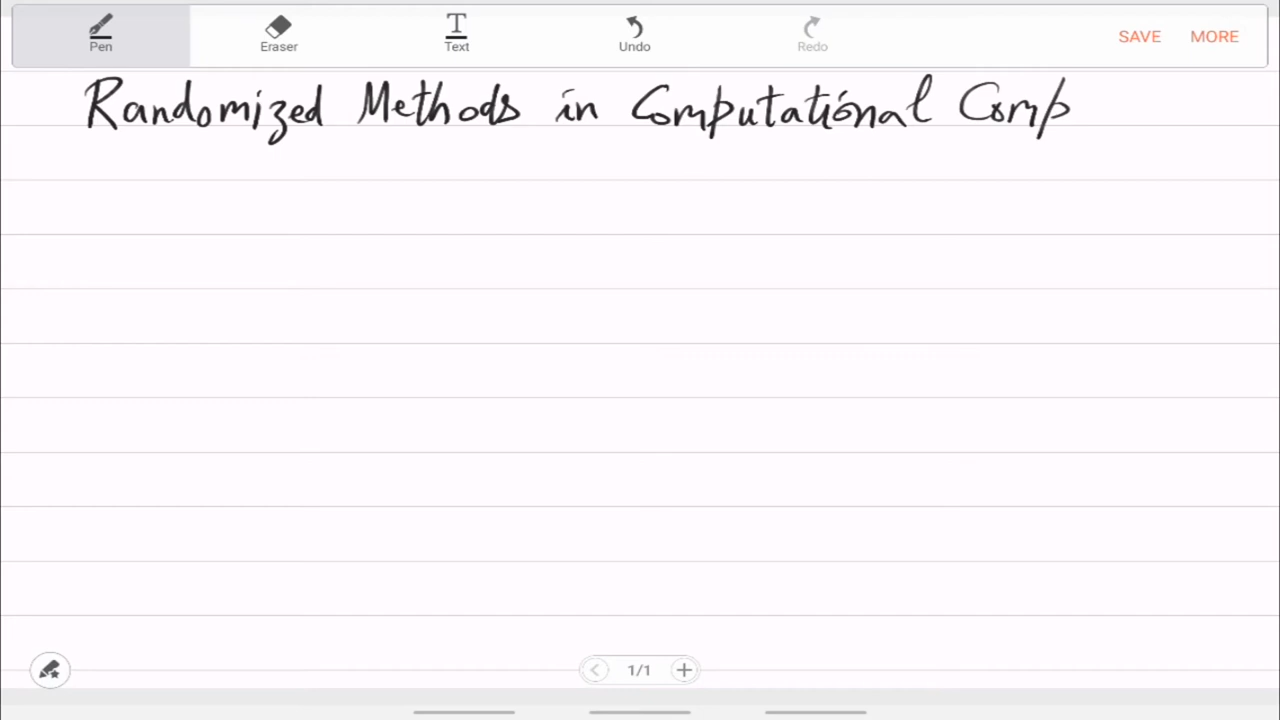 Pen Eraser Text Undo Redo SAVE MORE
Randomized Methods in Computational Comp
1/1